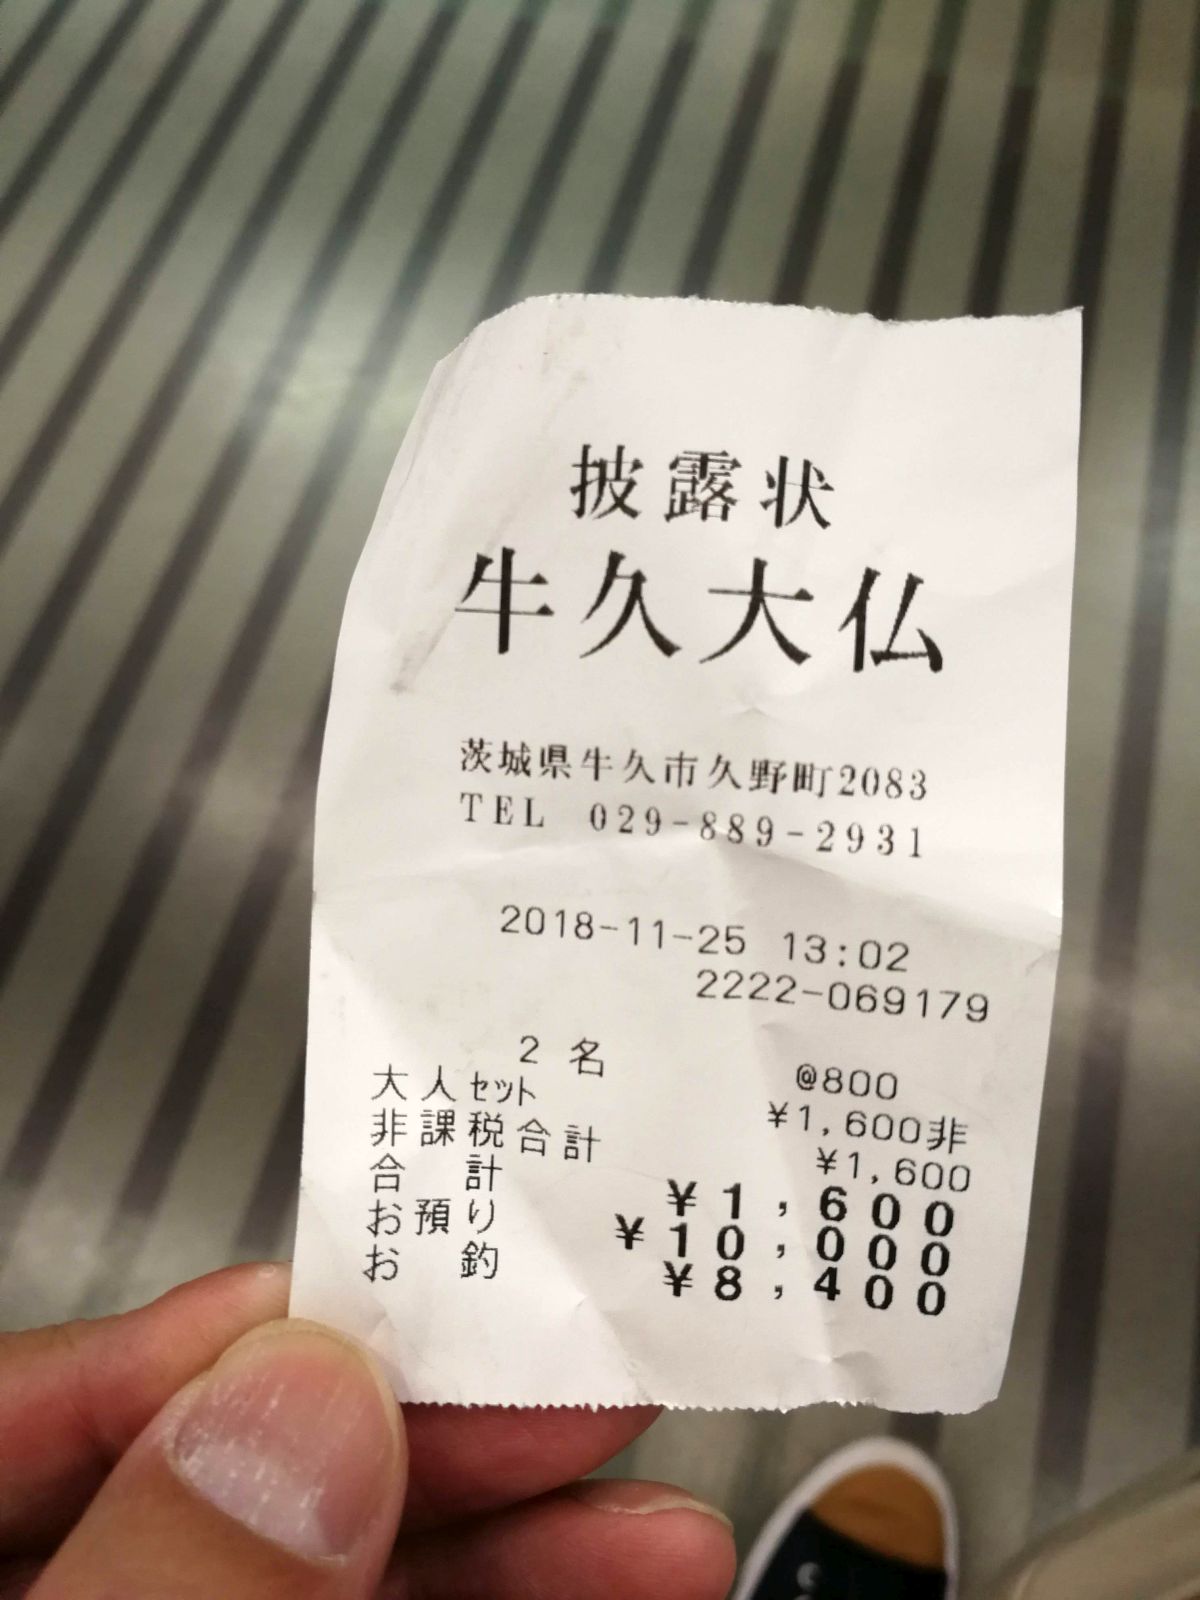 披露状
牛久大仏
茨城県牛久市久野町2083
TEL 029-889-2931
2018-11-25 13:02
2222-069179
2名 @800
大人セット ¥1,600非
非課税合計 ¥1,600
合計 ¥1,600
お預り ¥10,000
お釣 ¥8,400